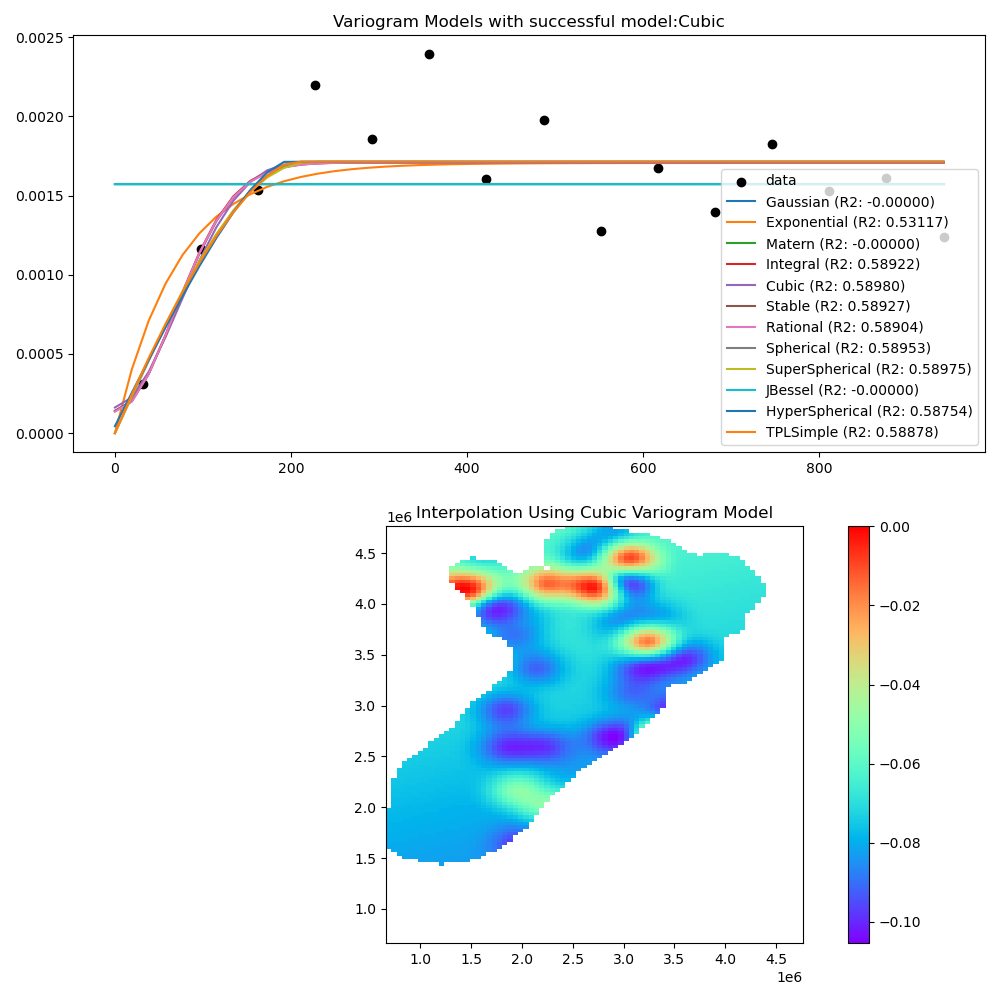 Variogram Models with successful model:Cubic
0.0025
0.0020
0.0015
0.0010
0.0005
0.0000
data
Gaussian (R2: -0.00000)
Exponential (R2: 0.53117)
Matern (R2: -0.00000)
Integral (R2: 0.58922)
Cubic (R2: 0.58980)
Stable (R2: 0.58927)
Rational (R2: 0.58904)
Spherical (R2: 0.58953)
SuperSpherical (R2: 0.58975)
JBessel (R2: -0.00000)
HyperSpherical (R2: 0.58754)
TPLSimple (R2: 0.58878)
0 200 400 600 800
1e6 Interpolation Using Cubic Variogram Model
4.5
4.0
3.5
3.0
2.5
2.0
1.5
1.0
1.0 1.5 2.0 2.5 3.0 3.5 4.0 4.5
1e6
0.00
−0.02
−0.04
−0.06
−0.08
−0.10